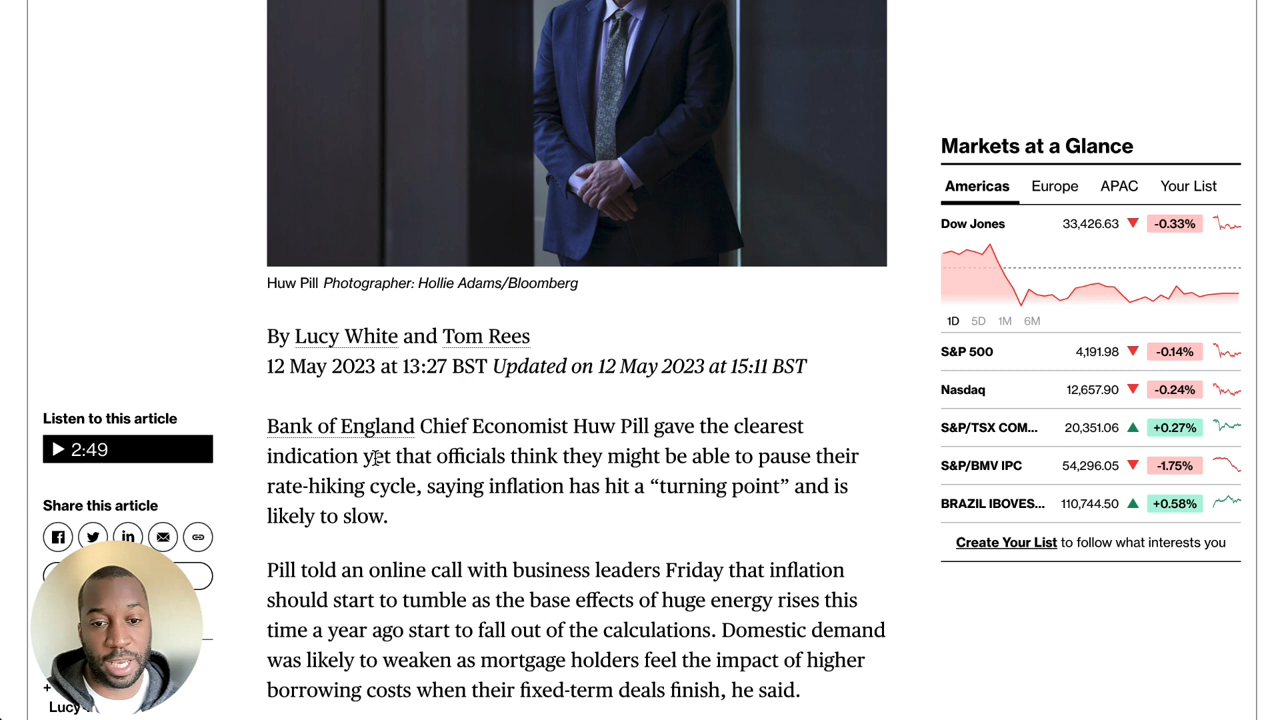 Huw Pill Photographer: Hollie Adams/Bloomberg
By Lucy White and Tom Rees
12 May 2023 at 13:27 BST Updated on 12 May 2023 at 15:11 BST
Bank of England Chief Economist Huw Pill gave the clearest
indication yet that officials think they might be able to pause their
rate-hiking cycle, saying inflation has hit a “turning point” and is
likely to slow.
Pill told an online call with business leaders Friday that inflation
should start to tumble as the base effects of huge energy rises this
time a year ago start to fall out of the calculations. Domestic demand
was likely to weaken as mortgage holders feel the impact of higher
borrowing costs when their fixed-term deals finish, he said.
Listen to this article
2:49
Share this article
+
Lucy
Markets at a Glance
Americas Europe APAC Your List
Dow Jones 33,426.63 -0.33%
1D 5D 1M 6M
S&P 500 4,191.98 -0.14%
Nasdaq 12,657.90 -0.24%
S&P/TSX COM... 20,351.06 +0.27%
S&P/BMV IPC 54,296.05 -1.75%
BRAZIL IBOVES... 110,744.50 +0.58%
Create Your List to follow what interests you